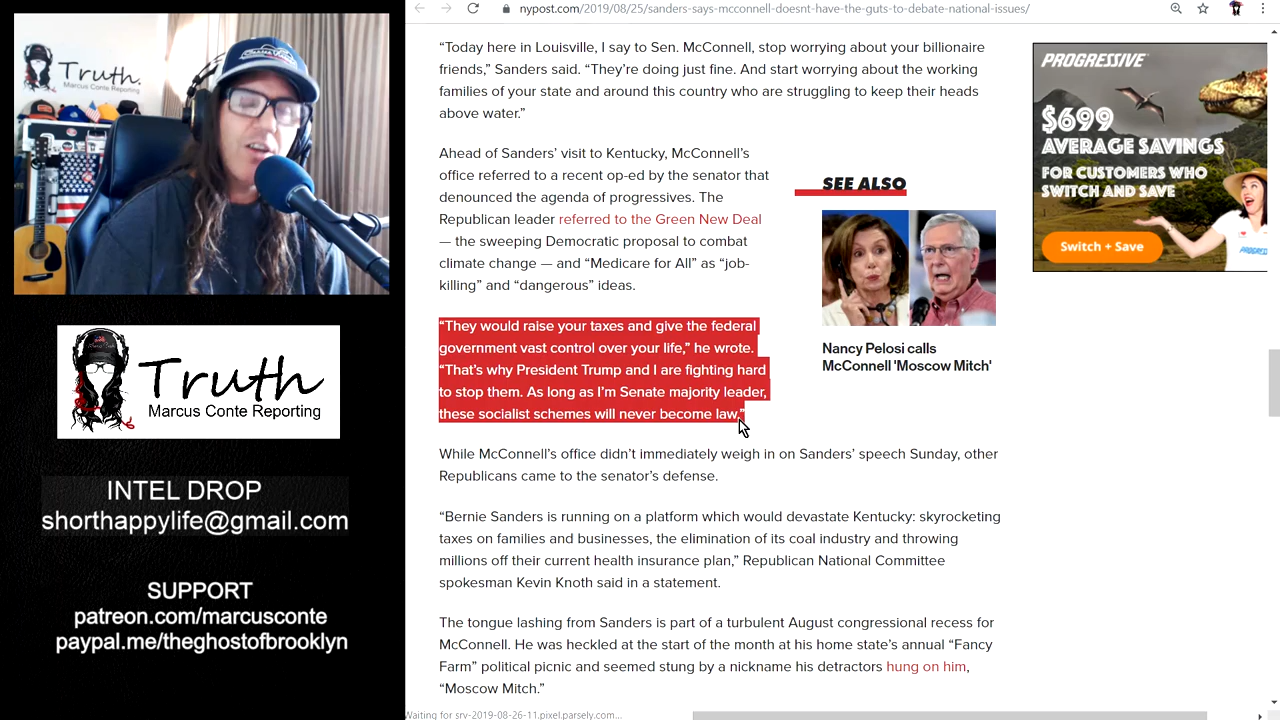 nypost.com/2019/08/25/sanders-says-mcconnell-doesnt-have-the-guts-to-debate-national-issues/
Truth.
Marcus Conte Reporting
“Today here in Louisville, I say to Sen. McConnell, stop worrying about your billionaire
friends,” Sanders said. “They’re doing just fine. And start worrying about the working
families of your state and around this country who are struggling to keep their heads
above water.”
Ahead of Sanders’ visit to Kentucky, McConnell’s
office referred to a recent op-ed by the senator that
denounced the agenda of progressives. The
Republican leader referred to the Green New Deal
— the sweeping Democratic proposal to combat
climate change — and “Medicare for All” as “job-
killing” and “dangerous” ideas.
“They would raise your taxes and give the federal
government vast control over your life,” he wrote.
“That’s why President Trump and I are fighting hard
to stop them. As long as I’m Senate majority leader,
these socialist schemes will never become law.”
While McConnell’s office didn’t immediately weigh in on Sanders’ speech Sunday, other
Republicans came to the senator’s defense.
“Bernie Sanders is running on a platform which would devastate Kentucky: skyrocketing
taxes on families and businesses, the elimination of its coal industry and throwing
millions off their current health insurance plan,” Republican National Committee
spokesman Kevin Knoth said in a statement.
The tongue lashing from Sanders is part of a turbulent August congressional recess for
McConnell. He was heckled at the start of the month at his home state’s annual “Fancy
Farm” political picnic and seemed stung by a nickname his detractors hung on him,
“Moscow Mitch.”
SEE ALSO
Nancy Pelosi calls
McConnell 'Moscow Mitch'
PROGRESSIVE
$699
AVERAGE SAVINGS
FOR CUSTOMERS WHO
SWITCH AND SAVE
Switch + Save
Truth
Marcus Conte Reporting
INTEL DROP
shorthappylife@gmail.com
SUPPORT
patreon.com/marcusconte
paypal.me/theghostofbrooklyn
Waiting for srv-2019-08-26-11.pixel.parsely.com...